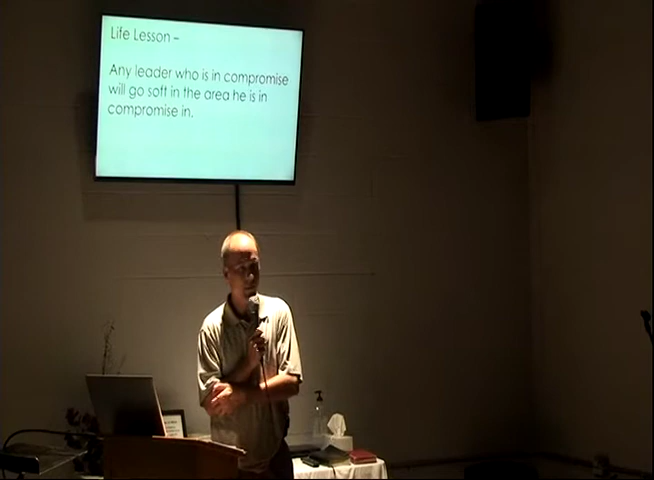 Life Lesson –
Any leader who is in compromise
will go soft in the area he is in
compromise in.